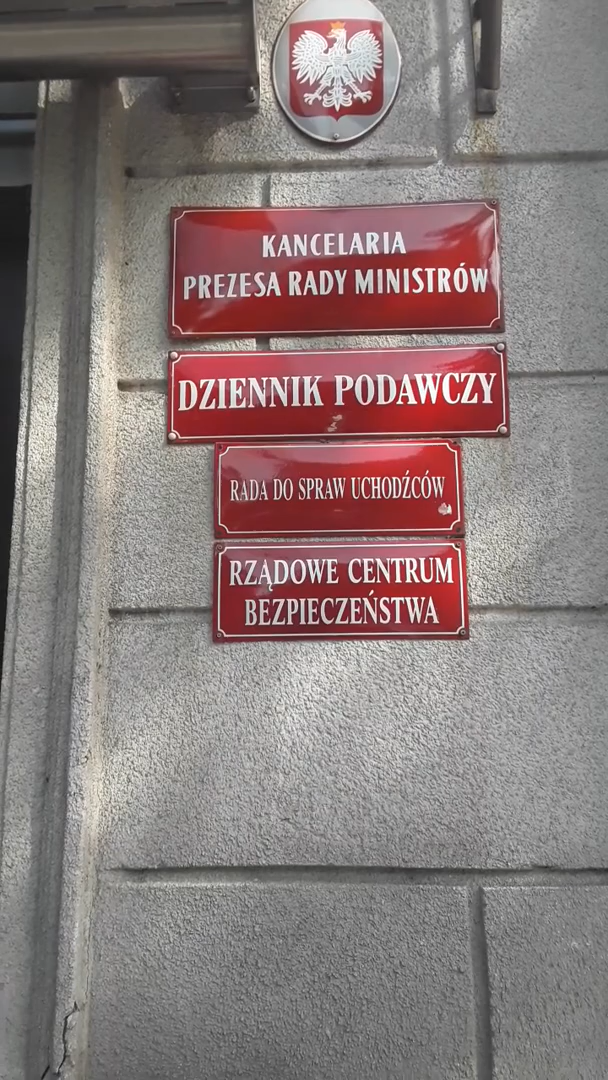 KANCELARIA
PREZESA RADY MINISTRÓW
DZIENNIK PODAWCZY
RADA DO SPRAW UCHODŹCÓW
RZĄDOWE CENTRUM
BEZPIECZEŃSTWA